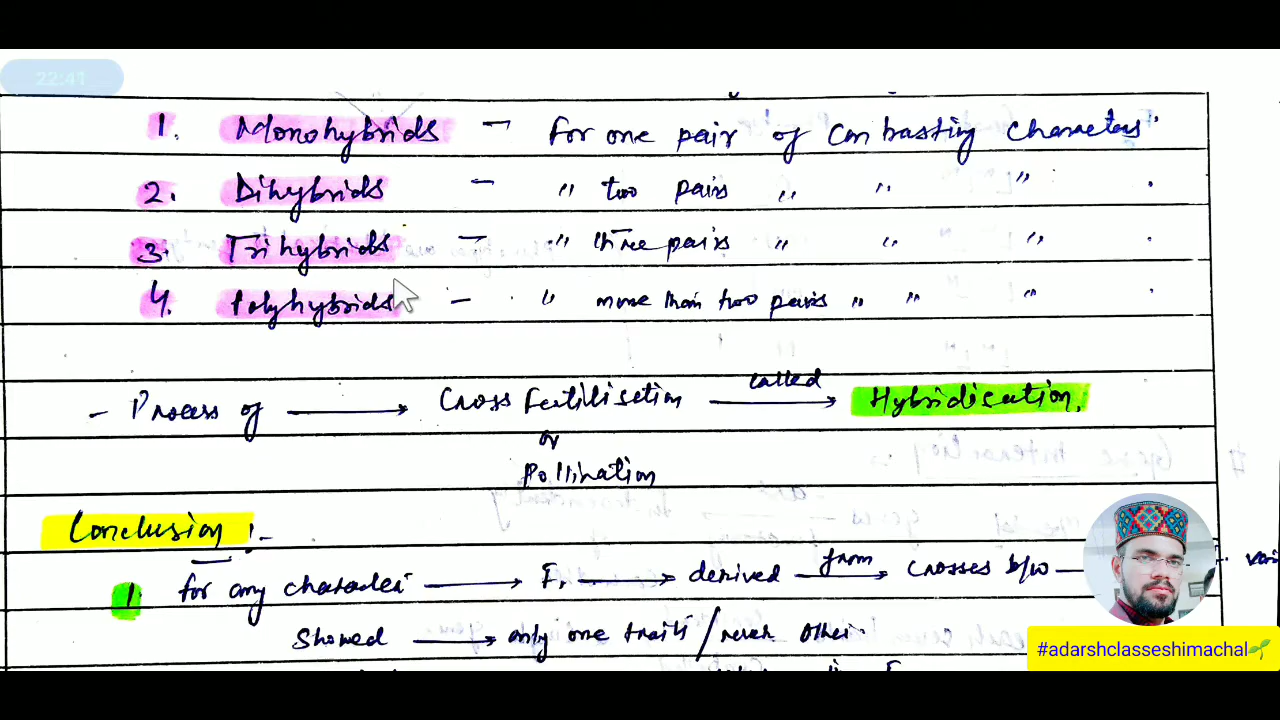 22:41
1. Monohybrids - for one pair of contrasting characters.
2. Dihybrids - " two pairs " " " .
3. Trihybrids - " three pairs " " " .
4. Polyhybrids - " more than two pairs " " " .
- Process of → Cross Fertilisation called → Hybridisation,
or
Pollination
Conclusion :-
1 for any character → F1 → derived from → crosses b/w
Showed → only one traits / never other
#adarshclasseshimachal🌱